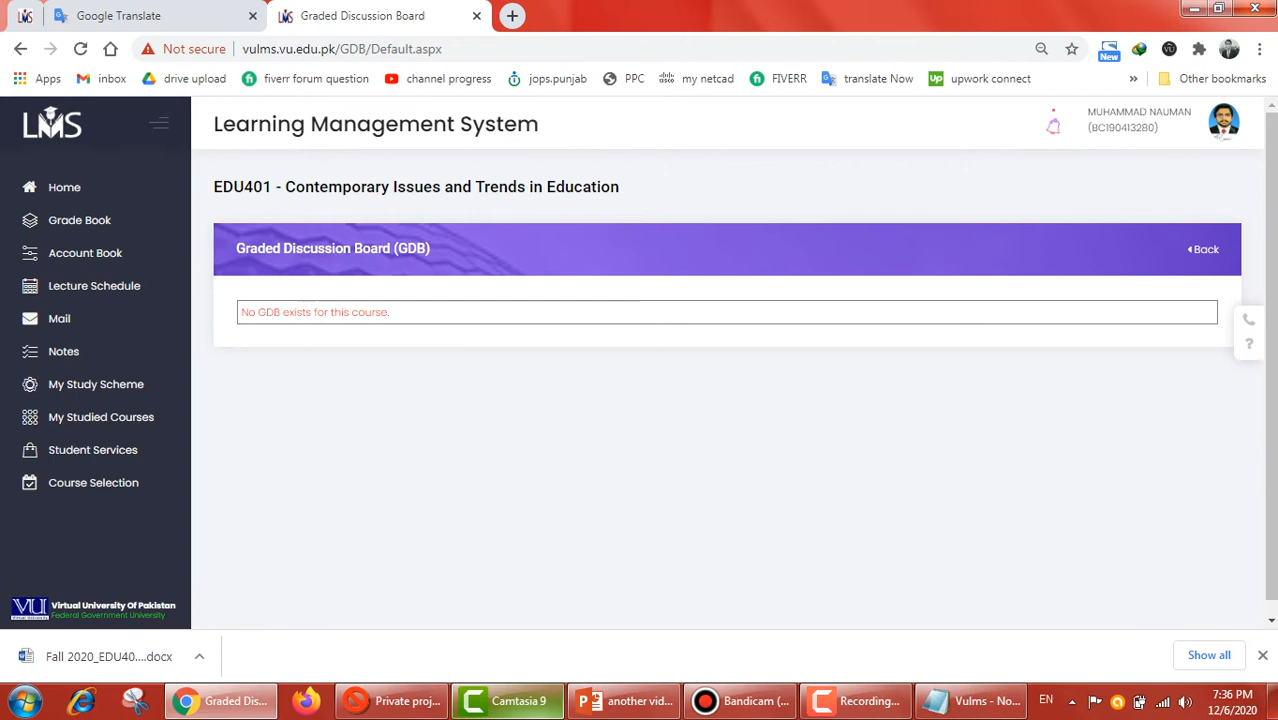 Google Translate
Graded Discussion Board
Not secure
vulms.vu.edu.pk/GDB/Default.aspx
New
Apps
inbox
drive upload
fiverr forum question
channel progress
jops.punjab
PPC
my netad
FIVERR
translate Now
Up
upwork connect
»
Other bookmarks
LMS
Learning Management System
MUHAMMAD NAUMAN
(BC190413280)
EDU401 - Contemporary Issues and Trends in Education
Home
Grade Book
Graded Discussion Board (GDB)
Back
Account Book
Lecture Schedule
No GDB exists for this course.
Mail
Notes
My Study Scheme
My Studied Courses
Student Services
Course Selection
VU Virtual University Of Pakistan
Federal Government University
Fall 2020_EDU40....docx
Show all
Graded Dis...
Private proj...
Camtasia 9
another vid...
Bandicam (...
Recording...
Vulms - No...
EN
7:36 PM
12/6/2020